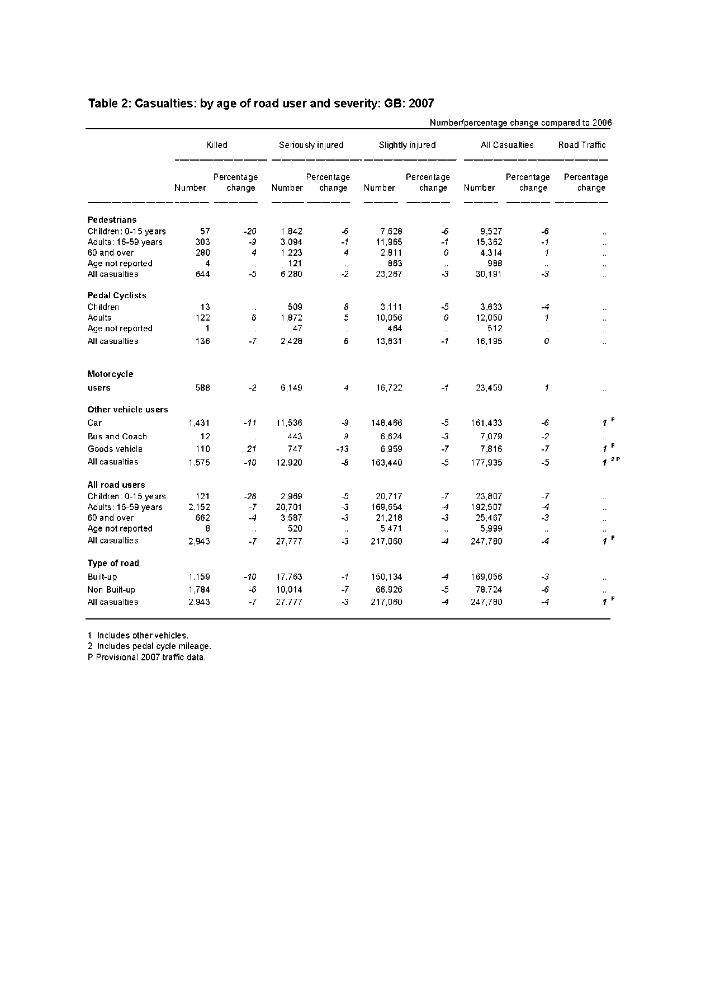 Table 2: Casualties: by age of road user and severity: GB: 2007
Number/percentage change compared to 2006
Killed Seriously injured Slightly injured All Casualties Road Traffic
Percentage Percentage Percentage Percentage Percentage
Number change Number change Number change Number change change
Pedestrians
Children: 0-15 years 57 -20 1,842 -6 7,628 -6 9,527 -6 ..
Adults: 16-59 years 303 -9 3,094 -1 11,965 -1 15,362 -1 ..
60 and over 280 4 1,223 4 2,811 0 4,314 1 ..
Age not reported 4 .. 121 .. 863 .. 988 .. ..
All casualties 644 -5 6,280 -2 23,267 -3 30,191 -3 ..
Pedal Cyclists
Children 13 .. 509 8 3,111 -5 3,633 -4 ..
Adults 122 6 1,872 5 10,056 0 12,050 1 ..
Age not reported 1 .. 47 .. 464 .. 512 .. ..
All casualties 136 -7 2,428 6 13,631 -1 16,195 0 ..
Motorcycle
users 588 -2 6,149 4 16,722 -1 23,459 1 ..
Other vehicle users
Car 1,431 -11 11,536 -9 148,466 -5 161,433 -6 1 P
Bus and Coach 12 .. 443 9 6,624 -3 7,079 -2 ..
Goods vehicle 110 21 747 -13 6,959 -7 7,816 -7 1 P
All casualties 1,575 -10 12,920 -8 163,440 -5 177,935 -5 1 2 P
All road users
Children: 0-15 years 121 -28 2,969 -5 20,717 -7 23,807 -7 ..
Adults: 16-59 years 2,152 -7 20,701 -3 169,654 -4 192,507 -4 ..
60 and over 662 -4 3,587 -3 21,218 -3 25,467 -3 ..
Age not reported 8 .. 520 .. 5,471 .. 5,999 .. ..
All casualties 2,943 -7 27,777 -3 217,060 -4 247,780 -4 1 P
Type of road
Built-up 1,159 -10 17,763 -1 150,134 -4 169,056 -3 ..
Non Built-up 1,784 -6 10,014 -7 66,926 -5 78,724 -6 ..
All casualties 2,943 -7 27,777 -3 217,060 -4 247,780 -4 1 P
1 Includes other vehicles.
2 Includes pedal cycle mileage.
P Provisional 2007 traffic data.